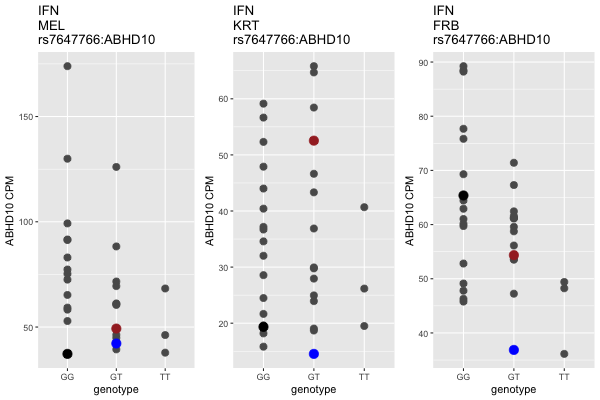 IFN
MEL
rs7647766:ABHD10
ABHD10 CPM
150
100
50
GG
GT
TT
genotype
IFN
KRT
rs7647766:ABHD10
ABHD10 CPM
60
50
40
30
20
GG
GT
TT
genotype
IFN
FRB
rs7647766:ABHD10
ABHD10 CPM
90
80
70
60
50
40
GG
GT
TT
genotype